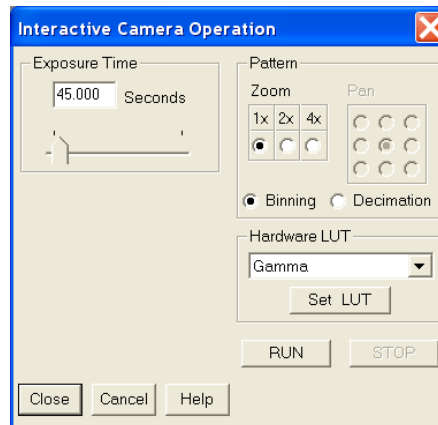 Interactive Camera Operation
Exposure Time
45.000 Seconds
Pattern
Zoom Pan
1x 2x 4x
Binning Decimation
Hardware LUT
Gamma
Set LUT
RUN STOP
Close Cancel Help